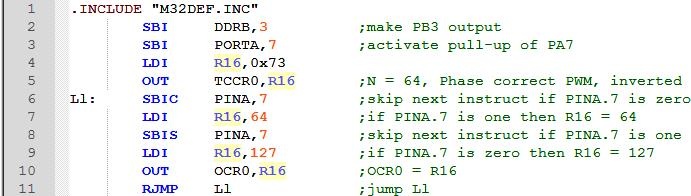 1 .INCLUDE "M32DEF.INC"
2 SBI DDRB,3 ;make PB3 output
3 SBI PORTA,7 ;activate pull-up of PA7
4 LDI R16,0x73
5 OUT TCCR0,R16 ;N = 64, Phase correct PWM, inverted
6 L1: SBIC PINA,7 ;skip next instruct if PINA.7 is zero
7 LDI R16,64 ;if PINA.7 is one then R16 = 64
8 SBIS PINA,7 ;skip next instruct if PINA.7 is one
9 LDI R16,127 ;if PINA.7 is zero then R16 = 127
10 OUT OCR0,R16 ;OCR0 = R16
11 RJMP L1 ;jump L1